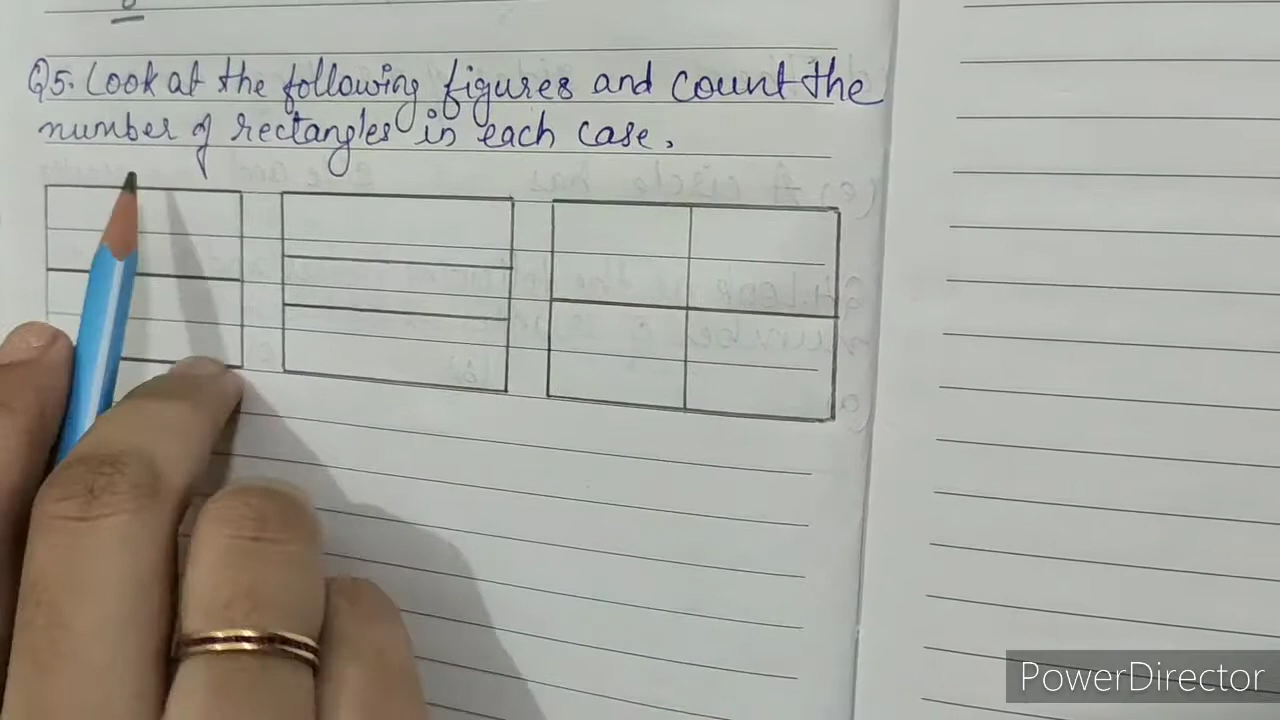 Q5. Look at the following figures and count the
number of rectangles in each case.
PowerDirector